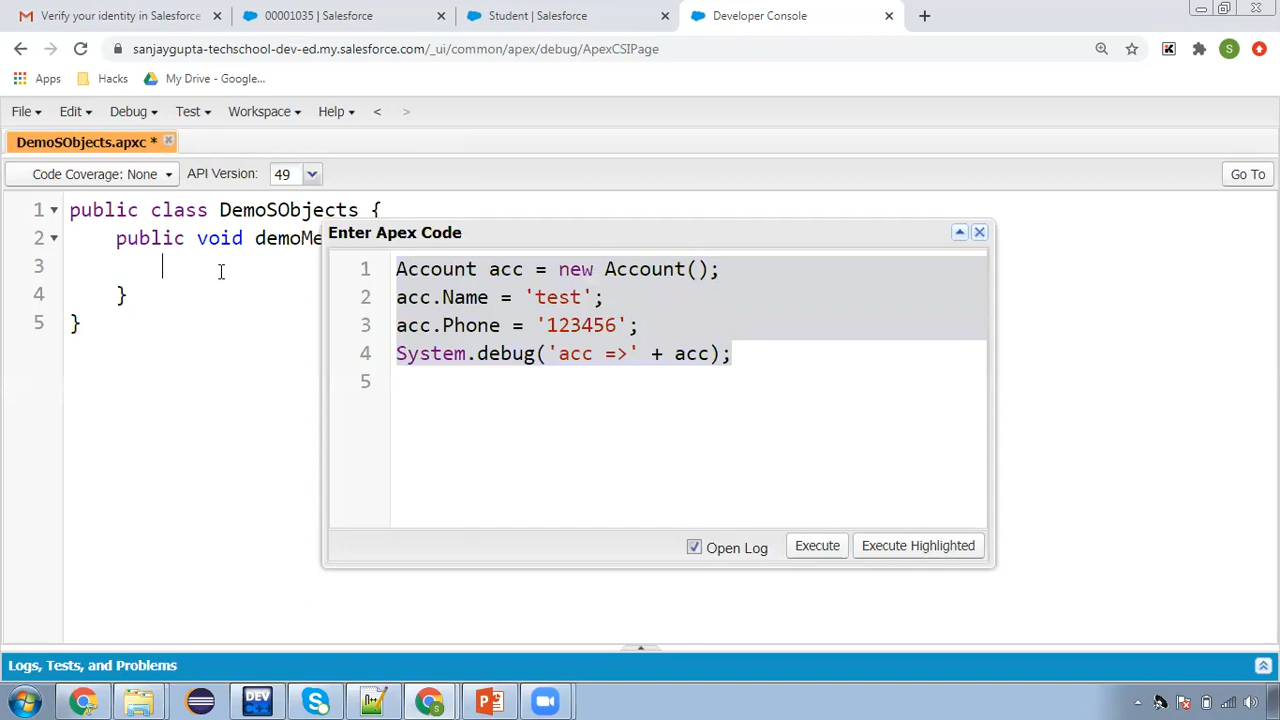 Verify your identity in Salesforce
00001035 | Salesforce
Student | Salesforce
Developer Console
sanjaygupta-techschool-dev-ed.my.salesforce.com/_ui/common/apex/debug/ApexCSIPage
Apps
Hacks
My Drive - Google...
S
File
Edit
Debug
Test
Workspace
Help
<
>
DemoSObjects.apxc *
Code Coverage: None
API Version:
49
Go To
1 public class DemoSObjects {
2 public void demoMe
3
4 }
5 }
Enter Apex Code
1 Account acc = new Account();
2 acc.Name = 'test';
3 acc.Phone = '123456';
4 System.debug('acc =>' + acc);
5
Open Log
Execute
Execute Highlighted
Logs, Tests, and Problems
DEV
C++